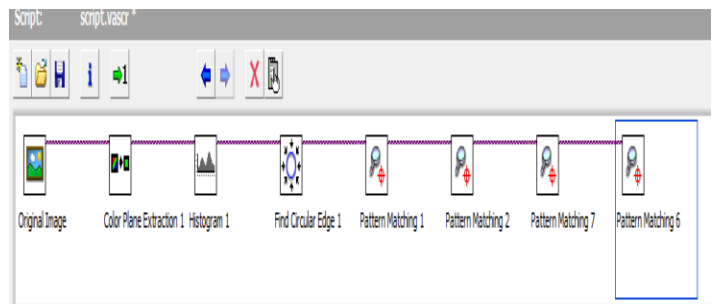 Script: script.vascr *
1
Original Image Color Plane Extraction 1 Histogram 1 Find Circular Edge 1 Pattern Matching 1 Pattern Matching 2 Pattern Matching 7 Pattern Matching 6